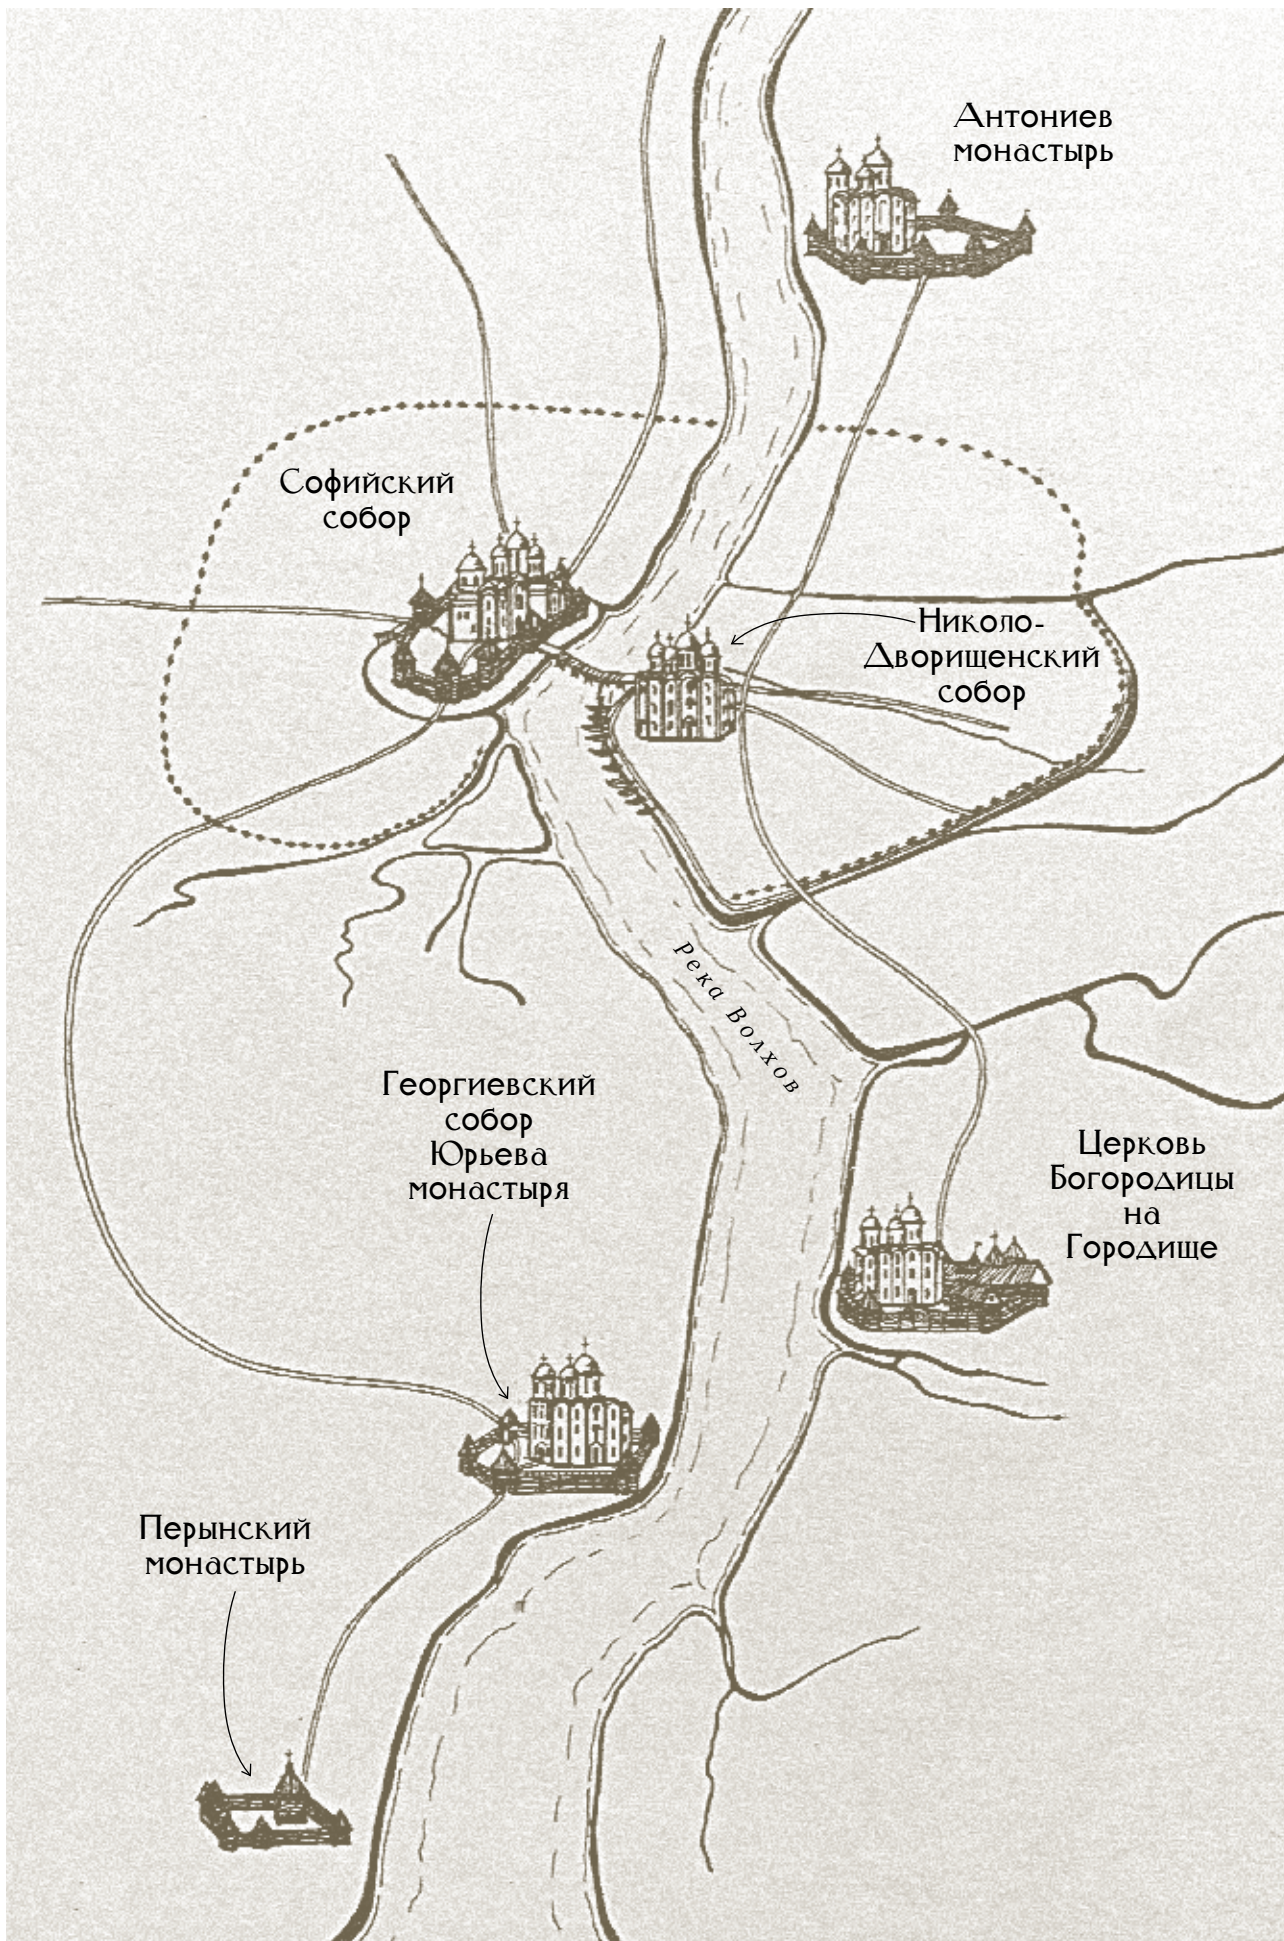 Антониев
монастырь
Софийский
собор
Николо-
Дворищенский
собор
Река Волхов
Георгиевский
собор
Юрьева
монастыря
Церковь
Богородицы
на
Городище
Перынский
монастырь